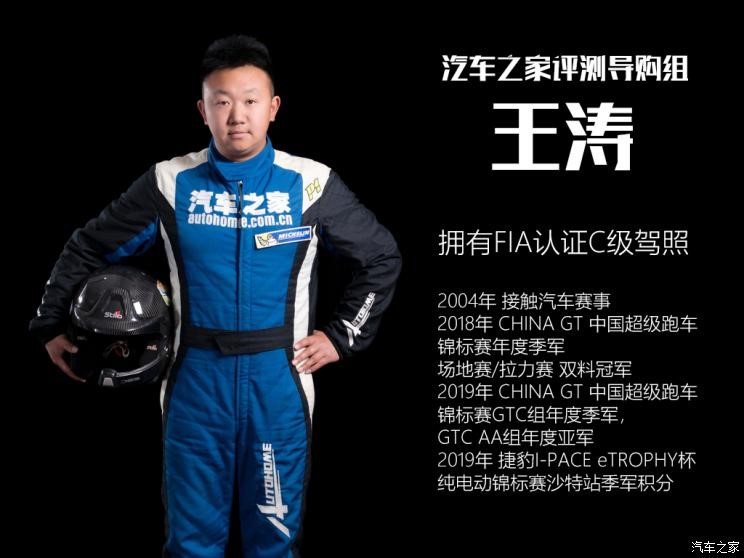 汽车之家评测导购组
王涛
拥有FIA认证C级驾照
2004年 接触汽车赛事
2018年 CHINA GT 中国超级跑车
锦标赛年度季军
场地赛/拉力赛 双料冠军
2019年 CHINA GT 中国超级跑车
锦标赛GTC组年度季军,
GTC AA组年度亚军
2019年 捷豹I-PACE eTROPHY杯
纯电动锦标赛沙特站季军积分
P1
汽车之家
autohome.com.cn
MICHELIN
AUTOHOME
Stilo
AUTOHOME
汽车之家